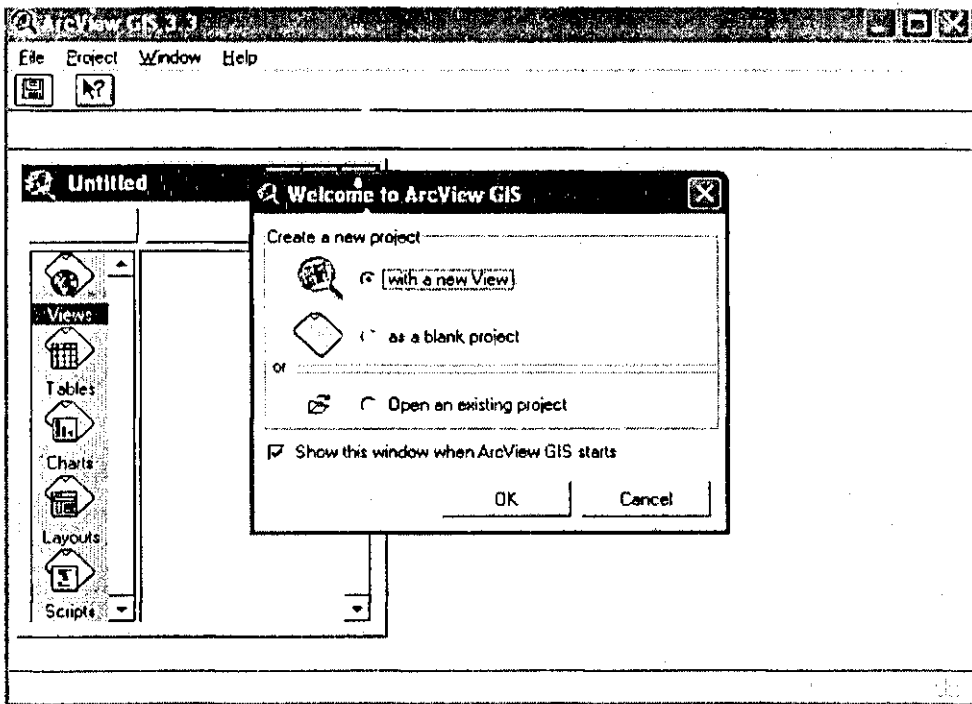 ArcView GIS 3.3
File Project Window Help
Untitled
Views
Tables
Charts
Layouts
Scripts
Welcome to ArcView GIS
Create a new project
with a new View
as a blank project
or
Open an existing project
Show this window when ArcView GIS starts
OK Cancel